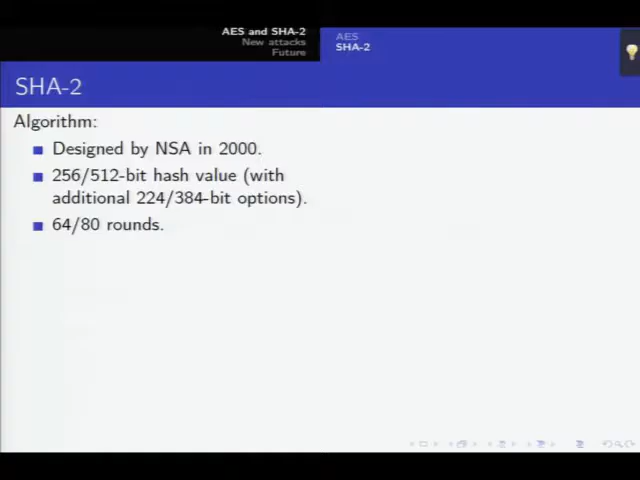 AES and SHA-2
New attacks
Future
AES
SHA-2
SHA-2
Algorithm:
Designed by NSA in 2000.
256/512-bit hash value (with
additional 224/384-bit options).
64/80 rounds.